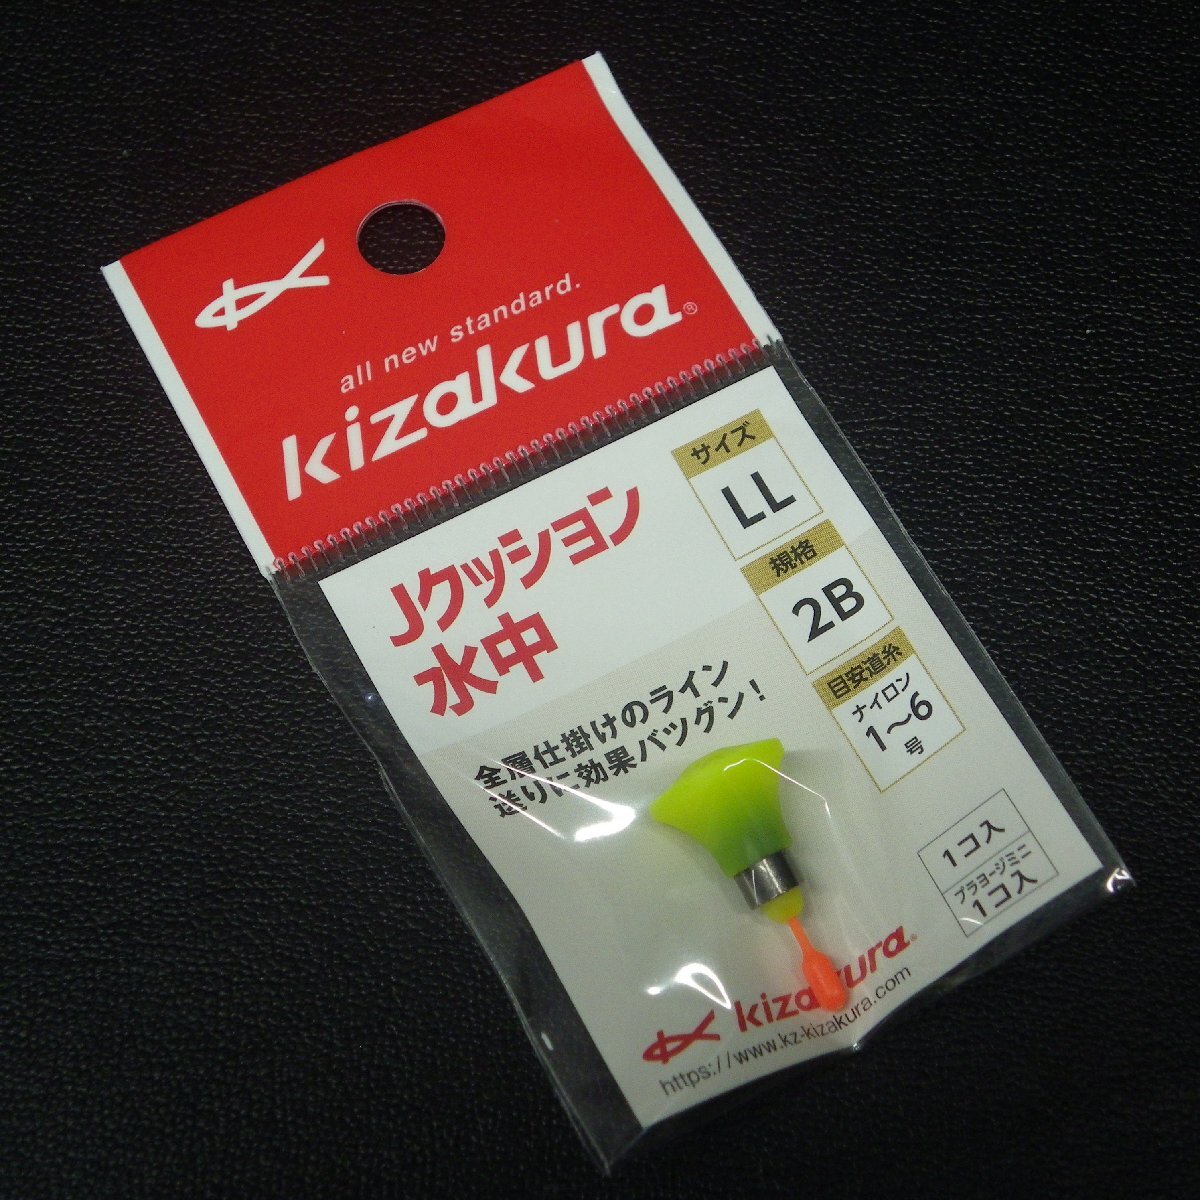 all new standard.
kizakura®
Jクッション
水中
全層仕掛けのライン
送りに効果バツグン!
サイズ
LL
規格
2B
目安道糸
ナイロン
1〜6
号
1コ入
プラヨージミニ
1コ入
kizakura®
https://www.kz-kizakura.com